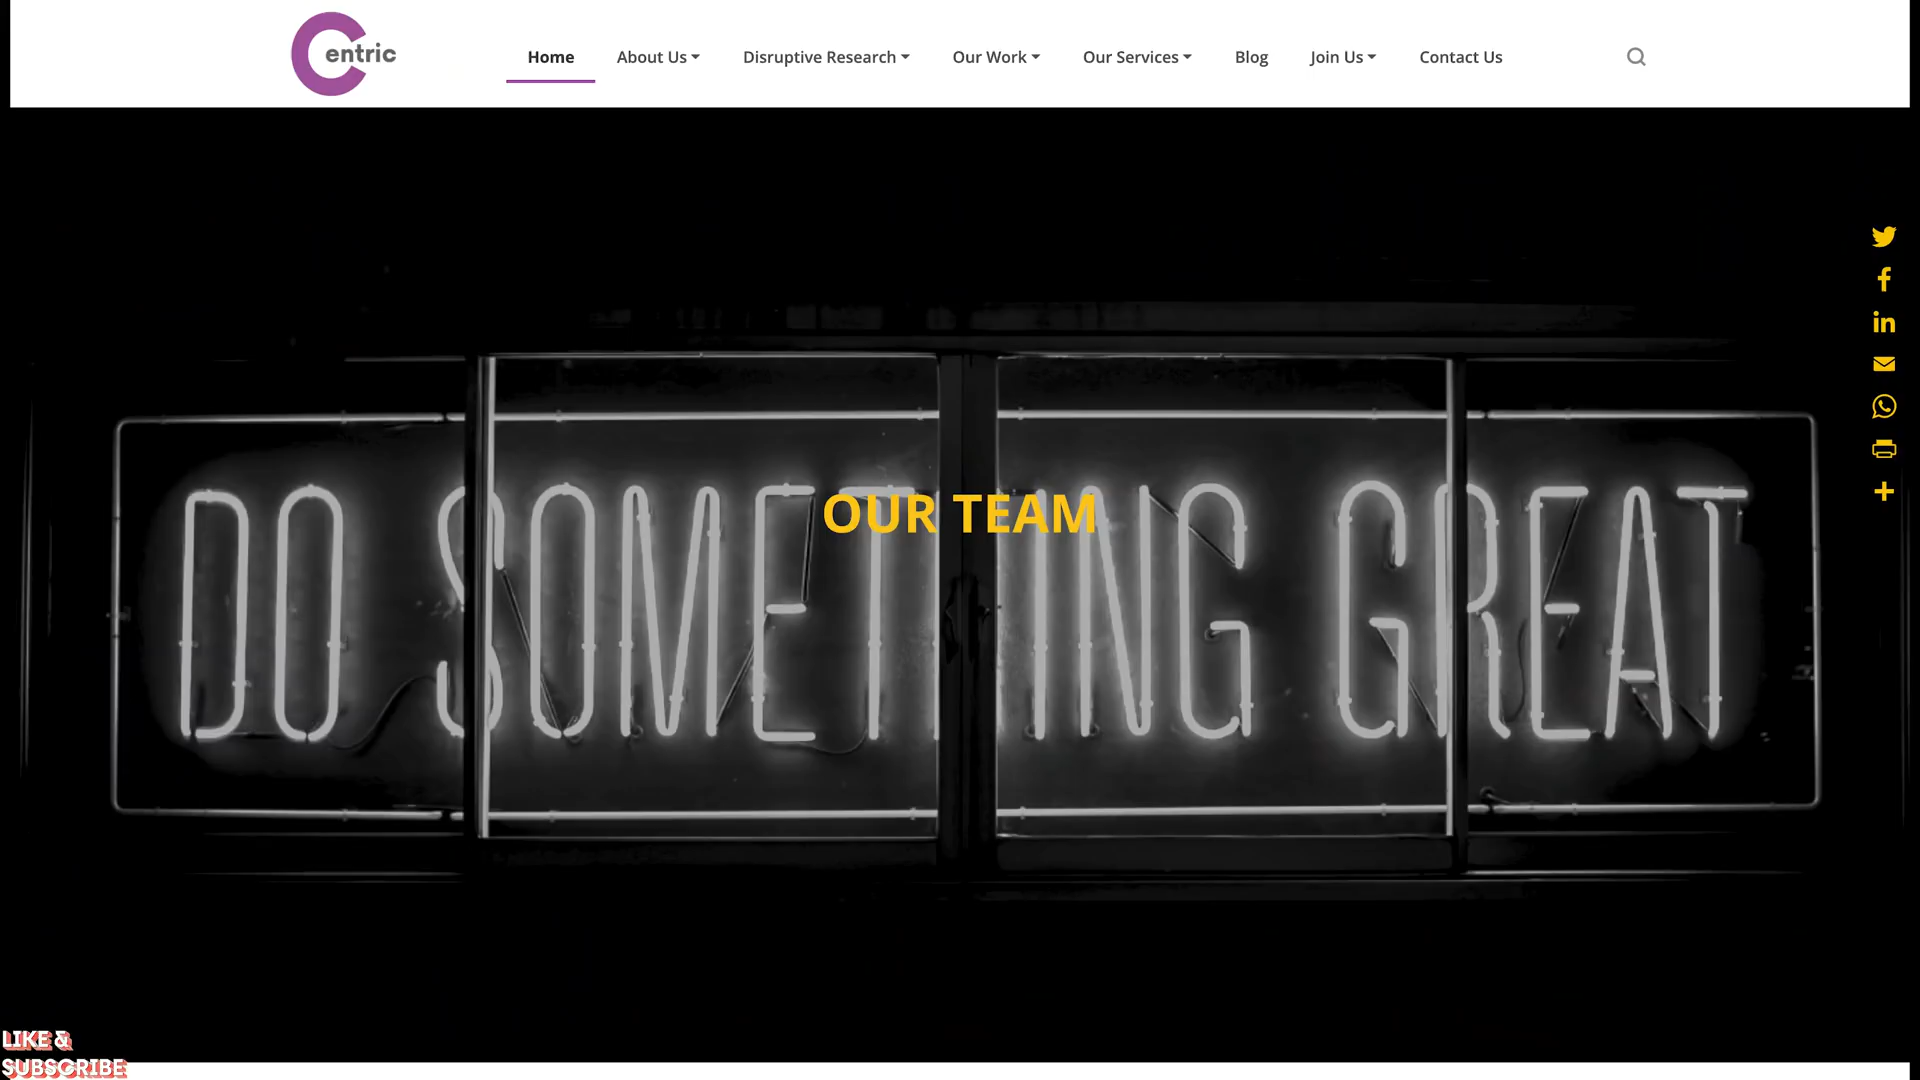 Centric
Home
About Us
Disruptive Research
Our Work
Our Services
Blog
Join Us
Contact Us
OUR TEAM
DO SOMETHING GREAT
LIKE &
SUBSCRIBE